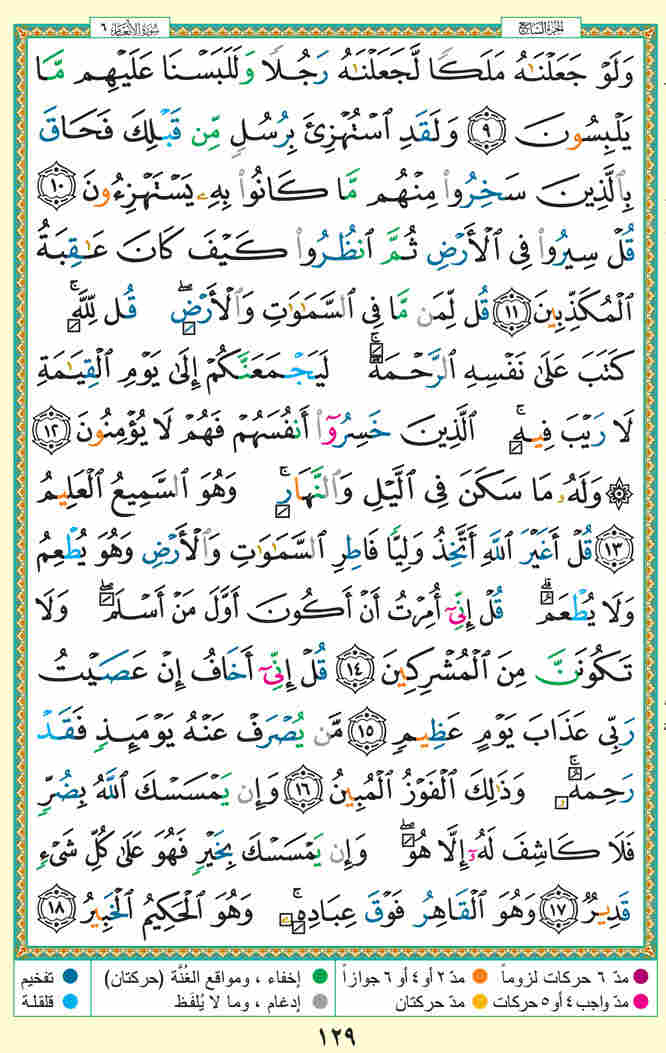 الجزء السابع
سورة الأنعام ٦
وَلَوْ جَعَلْنَٰهُ مَلَكًا لَّجَعَلْنَٰهُ رَجُلًا وَلَلَبَسْنَا عَلَيْهِم مَّا
يَلْبِسُونَ ٩ وَلَقَدِ ٱسْتُهْزِئَ بِرُسُلٍ مِّن قَبْلِكَ فَحَاقَ
بِٱلَّذِينَ سَخِرُوا۟ مِنْهُم مَّا كَانُوا۟ بِهِۦ يَسْتَهْزِءُونَ ١٠
قُلْ سِيرُوا۟ فِى ٱلْأَرْضِ ثُمَّ ٱنظُرُوا۟ كَيْفَ كَانَ عَٰقِبَةُ
ٱلْمُكَذِّبِينَ ١١ قُل لِّمَن مَّا فِى ٱلسَّمَٰوَٰتِ وَٱلْأَرْضِ ۖ قُل لِّلَّهِ ۚ
كَتَبَ عَلَىٰ نَفْسِهِ ٱلرَّحْمَةَ ۚ لَيَجْمَعَنَّكُمْ إِلَىٰ يَوْمِ ٱلْقِيَٰمَةِ
لَا رَيْبَ فِيهِ ۚ ٱلَّذِينَ خَسِرُوٓا۟ أَنفُسَهُمْ فَهُمْ لَا يُؤْمِنُونَ ١٢
۞ وَلَهُۥ مَا سَكَنَ فِى ٱلَّيْلِ وَٱلنَّهَارِ ۚ وَهُوَ ٱلسَّمِيعُ ٱلْعَلِيمُ
١٣ قُلْ أَغَيْرَ ٱللَّهِ أَتَّخِذُ وَلِيًّا فَاطِرِ ٱلسَّمَٰوَٰتِ وَٱلْأَرْضِ وَهُوَ يُطْعِمُ
وَلَا يُطْعَمُ ۗ قُلْ إِنِّىٓ أُمِرْتُ أَنْ أَكُونَ أَوَّلَ مَنْ أَسْلَمَ ۖ وَلَا
تَكُونَنَّ مِنَ ٱلْمُشْرِكِينَ ١٤ قُلْ إِنِّىٓ أَخَافُ إِنْ عَصَيْتُ
رَبِّى عَذَابَ يَوْمٍ عَظِيمٍ ١٥ مَّن يُصْرَفْ عَنْهُ يَوْمَئِذٍ فَقَدْ
رَحِمَهُۥ ۚ وَذَٰلِكَ ٱلْفَوْزُ ٱلْمُبِينُ ١٦ وَإِن يَمْسَسْكَ ٱللَّهُ بِضُرٍّ
فَلَا كَاشِفَ لَهُۥٓ إِلَّا هُوَ ۖ وَإِن يَمْسَسْكَ بِخَيْرٍ فَهُوَ عَلَىٰ كُلِّ شَىْءٍ
قَدِيرٌ ١٧ وَهُوَ ٱلْقَاهِرُ فَوْقَ عِبَادِهِۦ ۚ وَهُوَ ٱلْحَكِيمُ ٱلْخَبِيرُ ١٨
مدّ ٦ حركات لزوماً مدّ ٢ أو ٤ أو ٦ جوازاً إخفاء ، ومواقع الغُنَّة (حركتان) تفخيم
مدّ واجب ٤ أو ٥ حركات مدّ حركتان إدغام ، وما لا يُلفَظ قلقلة
١٢٩